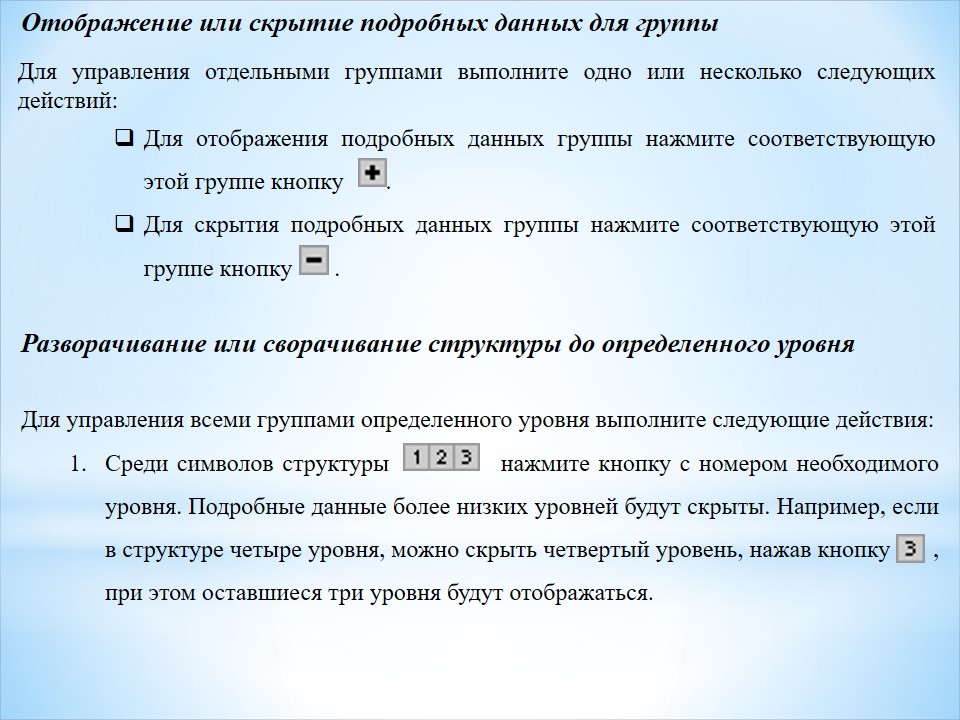 Отображение или скрытие подробных данных для группы
Для управления отдельными группами выполните одно или несколько следующих
действий:
Для отображения подробных данных группы нажмите соответствующую
этой группе кнопку + .
Для скрытия подробных данных группы нажмите соответствующую этой
группе кнопку − .
Разворачивание или сворачивание структуры до определенного уровня
Для управления всеми группами определенного уровня выполните следующие действия:
1. Среди символов структуры 1 2 3 нажмите кнопку с номером необходимого
уровня. Подробные данные более низких уровней будут скрыты. Например, если
в структуре четыре уровня, можно скрыть четвертый уровень, нажав кнопку 3 ,
при этом оставшиеся три уровня будут отображаться.